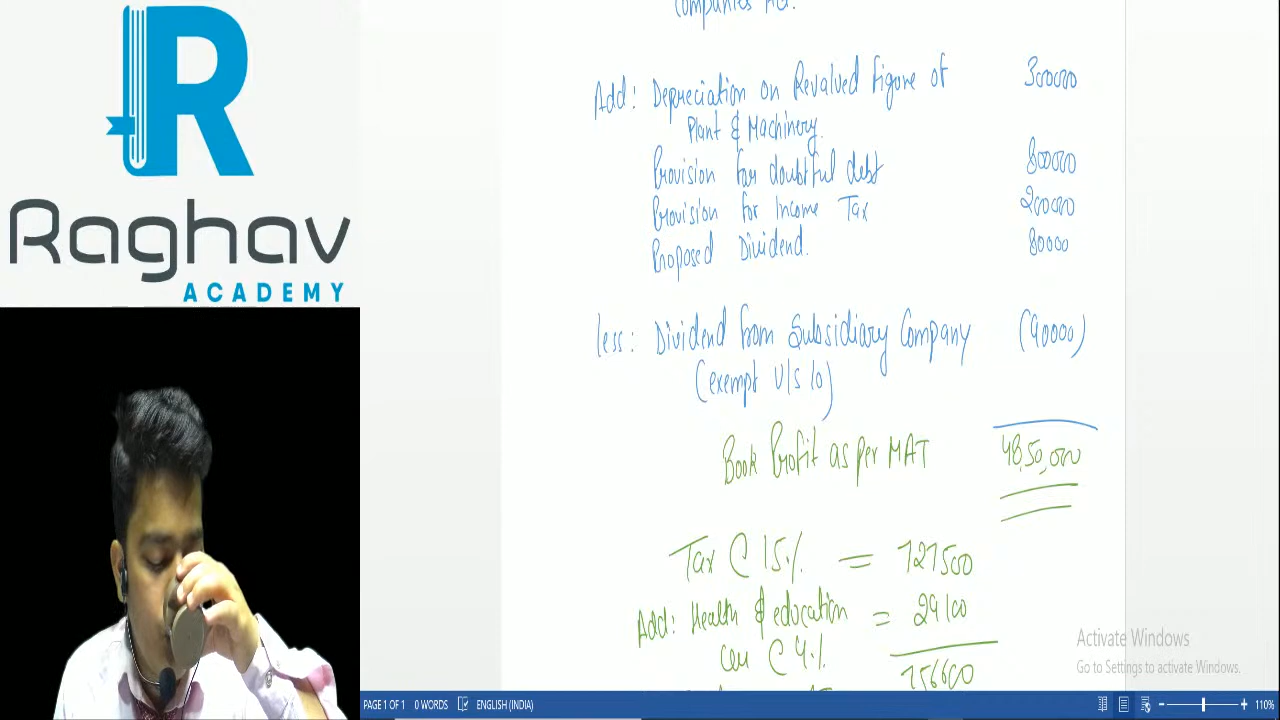 R
Raghav
ACADEMY
Companies Act.
Add: Depreciation on Revalued figure of 300000
Plant & Machinery.
Provision for doubtful debt 800000
Provision for Income Tax 200000
Proposed Dividend. 80000
less: Dividend from Subsidiary Company (90000)
(exempt U/s 10)
Book Profit as per MAT 48,50,000
Tax @ 15% = 727500
Add: Health & education = 29100
cess @ 4% 756600
Activate Windows
Go to Settings to activate Windows.
PAGE 1 OF 1 0 WORDS ENGLISH (INDIA) 110%